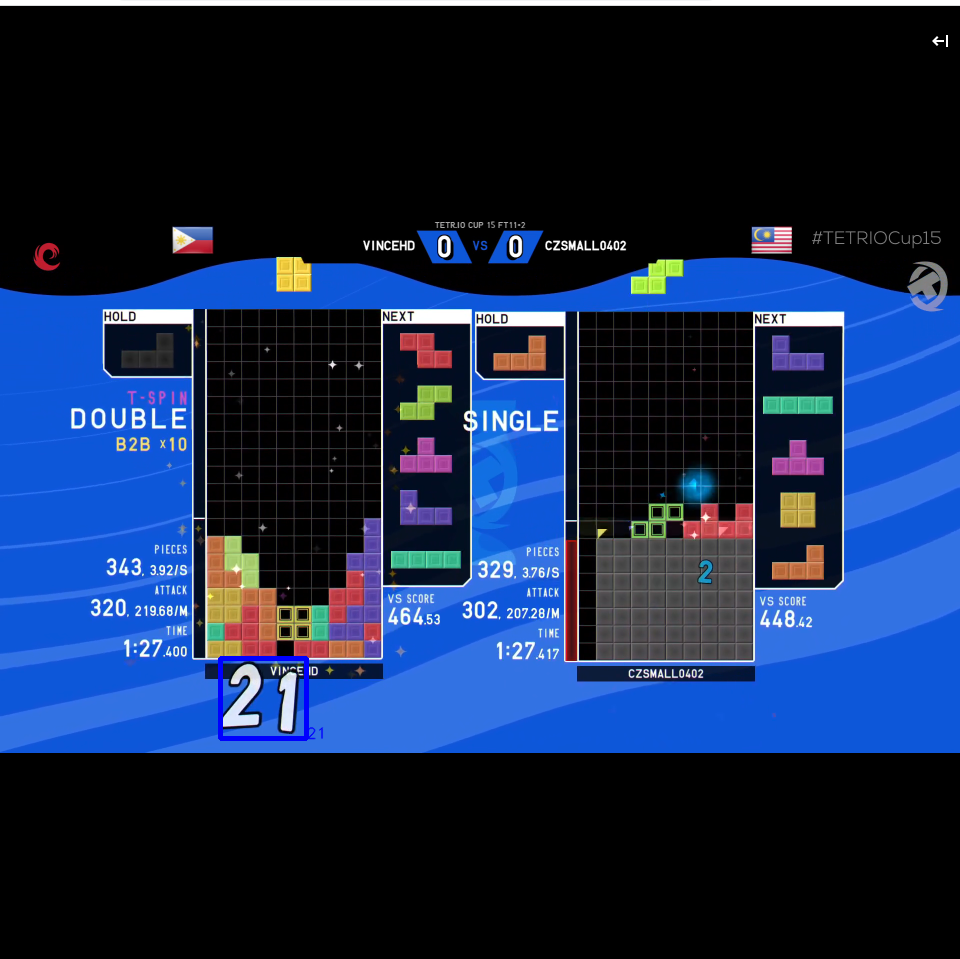 TETR.IO CUP 15 FT11-2
VINCEHD
0
VS
0
CZSMALL0402
#TETRIOCup15
HOLD
NEXT
T-SPIN
DOUBLE
B2B ×10
PIECES
343, 3.92/S
ATTACK
320, 219.68/M
TIME
1:27.400
VS SCORE
464.53
VINCEHD
21
21
HOLD
NEXT
SINGLE
2
PIECES
329, 3.76/S
ATTACK
302, 207.28/M
TIME
1:27.417
VS SCORE
448.42
CZSMALL0402